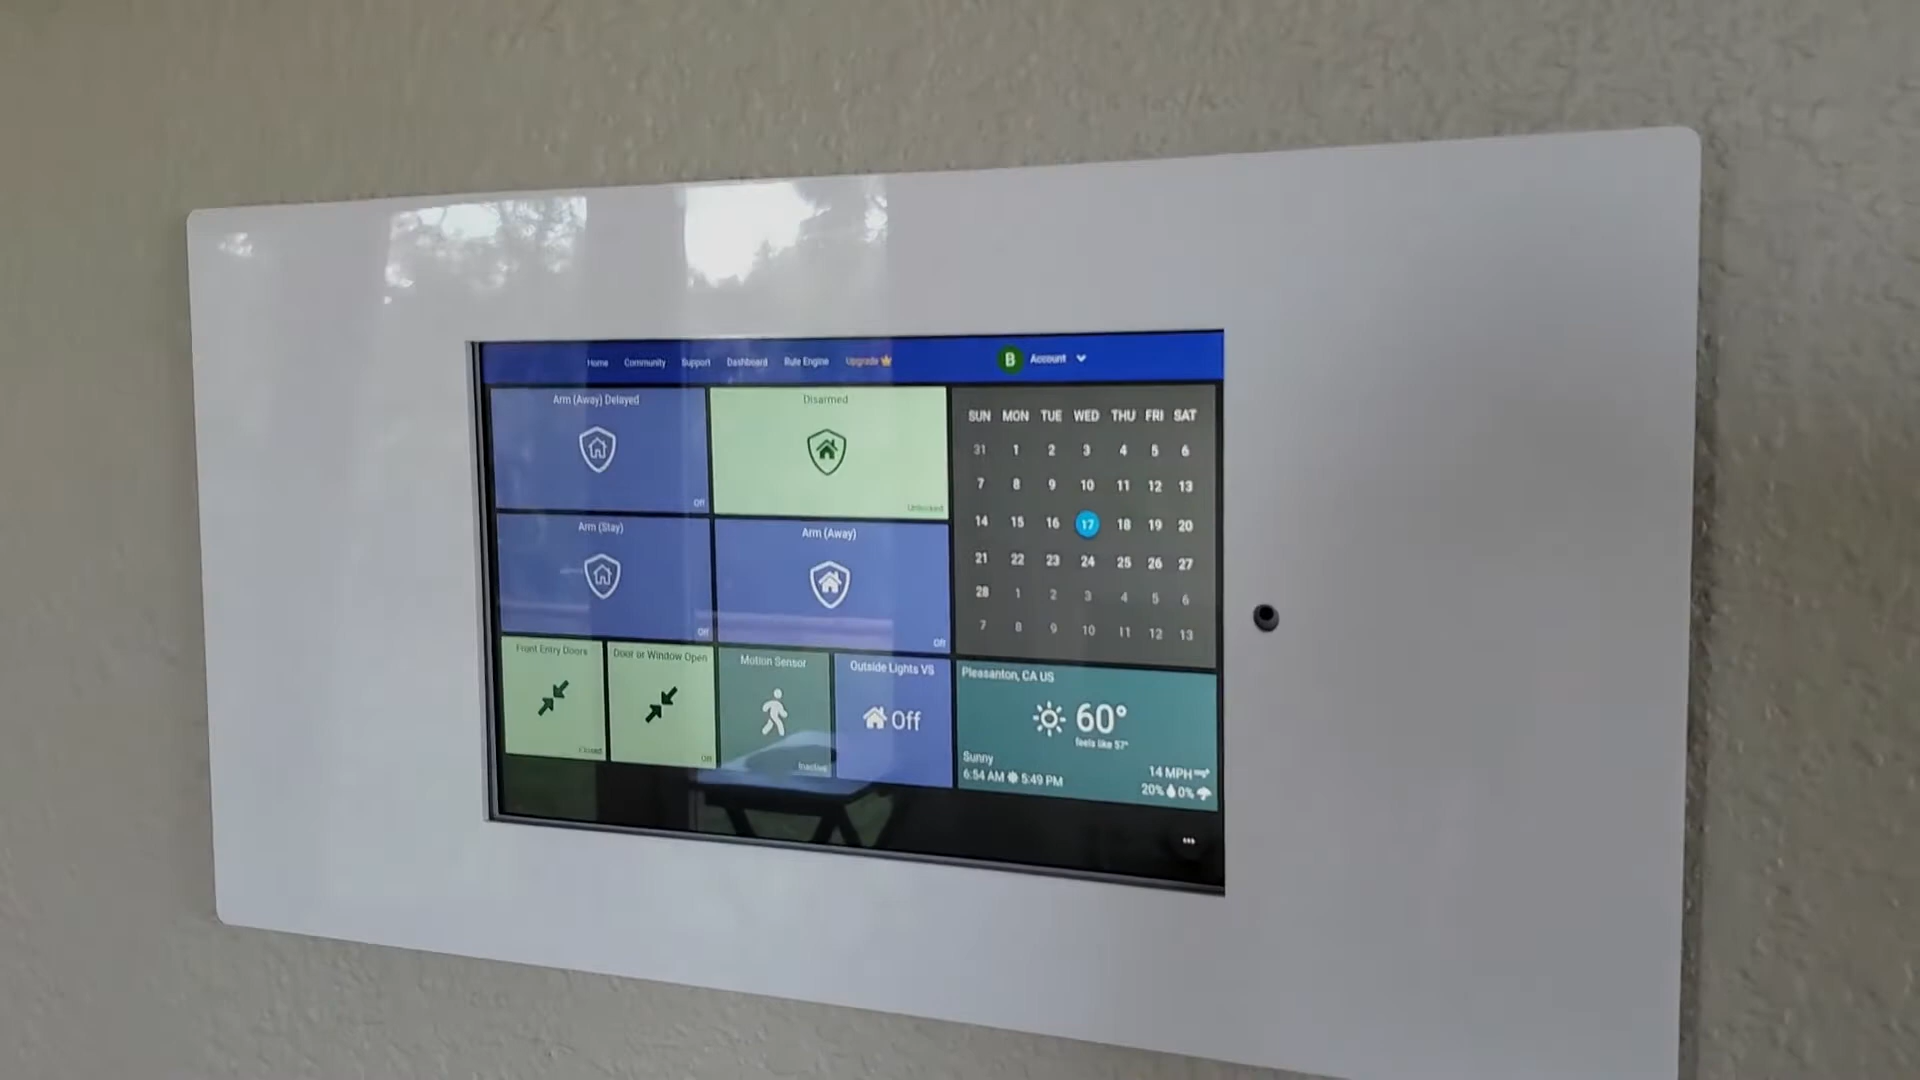 Home Community Support Dashboard Rule Engine Upgrade B Account
Arm (Away) Delayed
Off
Disarmed
Unlocked
Arm (Stay)
Off
Arm (Away)
Off
Front Entry Doors
Closed
Door or Window Open
Off
Motion Sensor
Inactive
Outside Lights VS
Off
SUN MON TUE WED THU FRI SAT
31 1 2 3 4 5 6
7 8 9 10 11 12 13
14 15 16 17 18 19 20
21 22 23 24 25 26 27
28 1 2 3 4 5 6
7 8 9 10 11 12 13
Pleasanton, CA US
60°
feels like 57°
Sunny
6:54 AM 5:49 PM
14 MPH
20% 0%